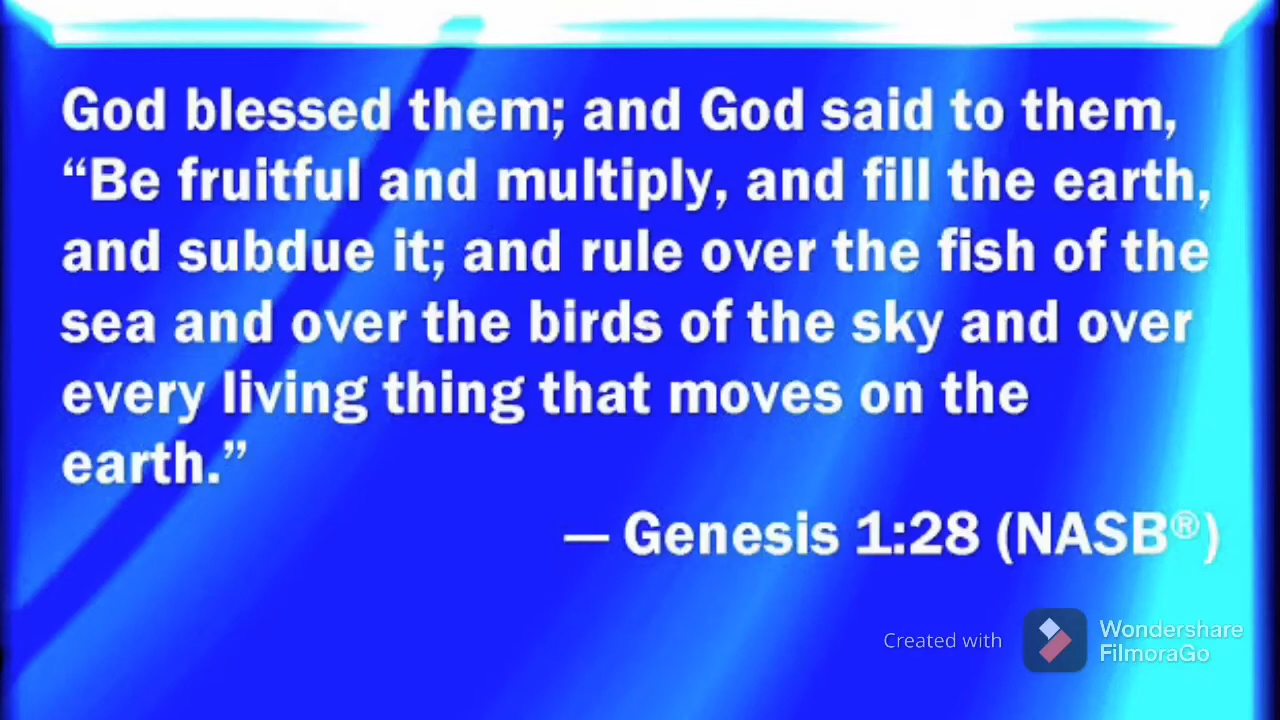 God blessed them; and God said to them,
“Be fruitful and multiply, and fill the earth,
and subdue it; and rule over the fish of the
sea and over the birds of the sky and over
every living thing that moves on the
earth.”
— Genesis 1:28 (NASB®)
Created with
Wondershare
FilmoraGo